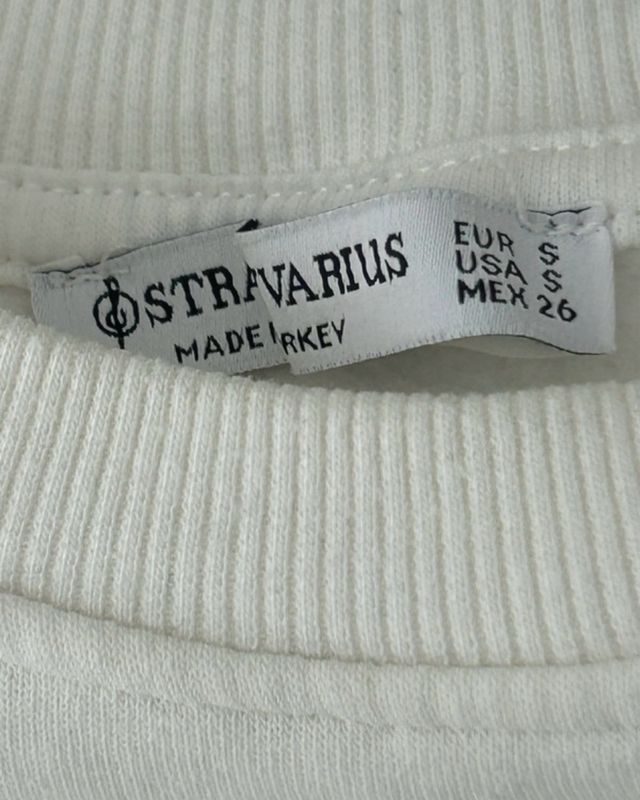 STRAVARIUS
MADE RKEY
EUR S
USA S
MEX 26